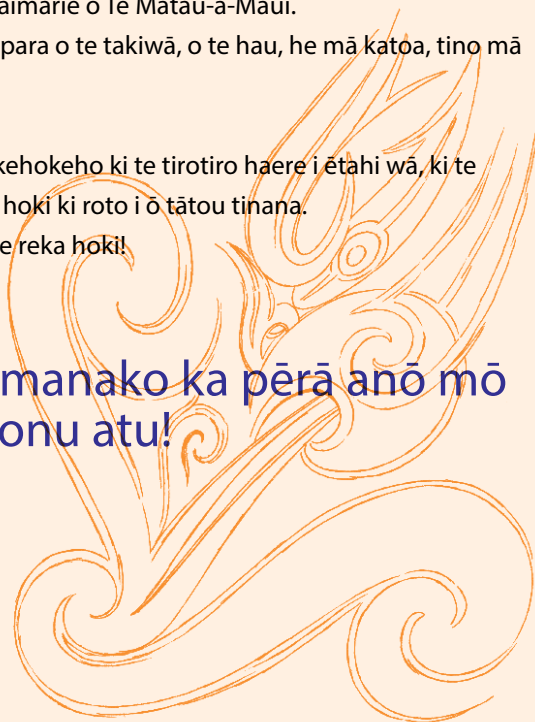 aimarie o Te Matau-a-Māui.
para o te takiwā, o te hau, he mā katoa, tino mā
kehokeho ki te tirotiro haere i ētahi wā, ki te
hoki ki roto i ō tātou tinana.
e reka hoki!
manako ka pērā anō mō
onu atu!